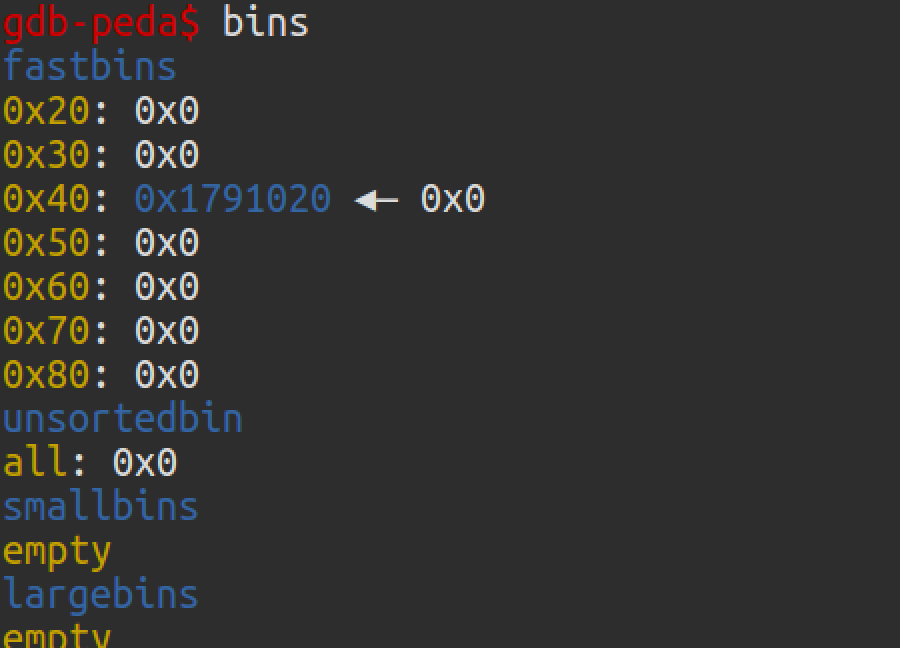 gdb-peda$ bins
fastbins
0x20: 0x0
0x30: 0x0
0x40: 0x1791020 ◂— 0x0
0x50: 0x0
0x60: 0x0
0x70: 0x0
0x80: 0x0
unsortedbin
all: 0x0
smallbins
empty
largebins
empty